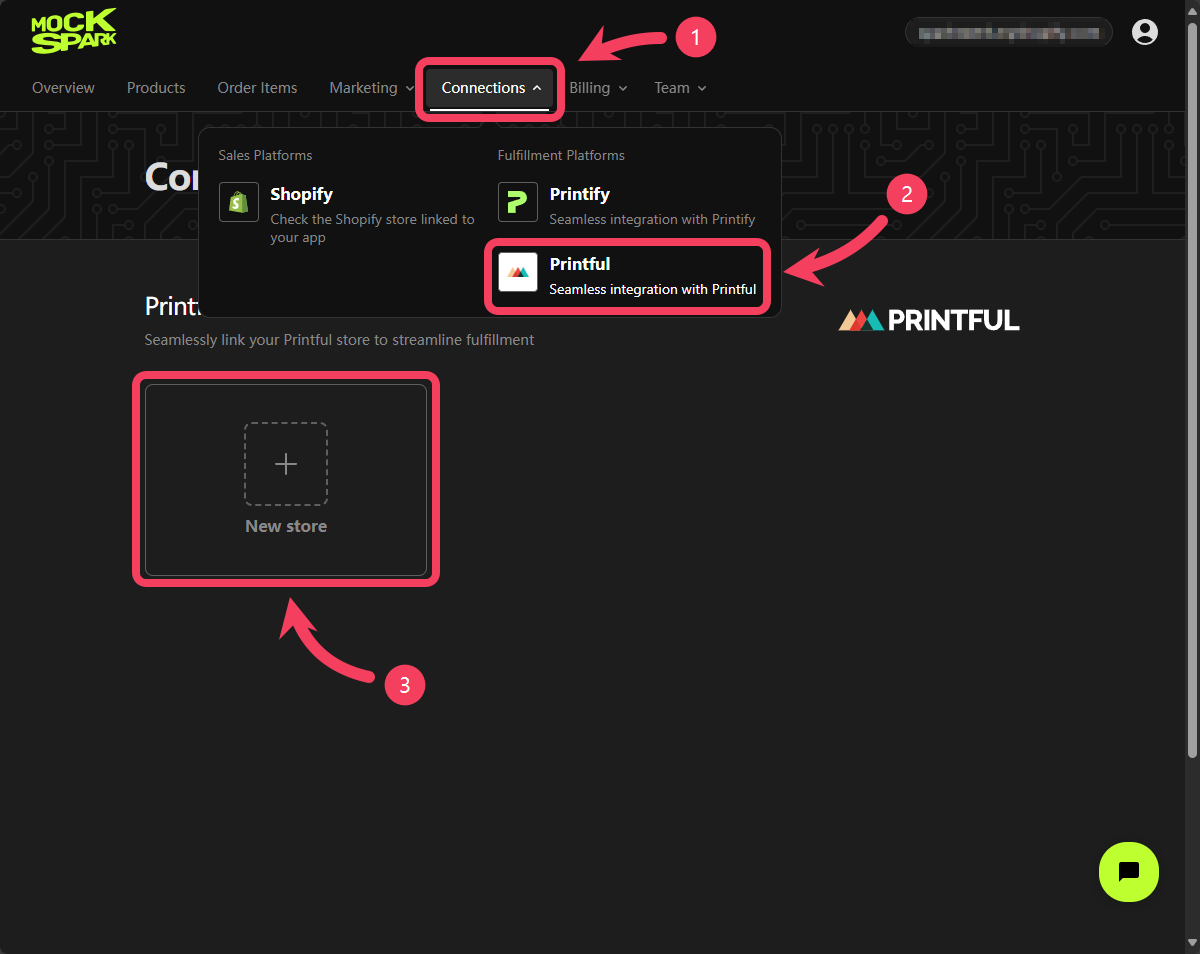 MOCK
SPARK
1
Overview Products Order Items Marketing Connections Billing Team
Sales Platforms
Shopify
Check the Shopify store linked to
your app
Fulfillment Platforms
Printify
Seamless integration with Printify
2
Printful
Seamless integration with Printful
PRINTFUL
Seamlessly link your Printful store to streamline fulfillment
New store
3